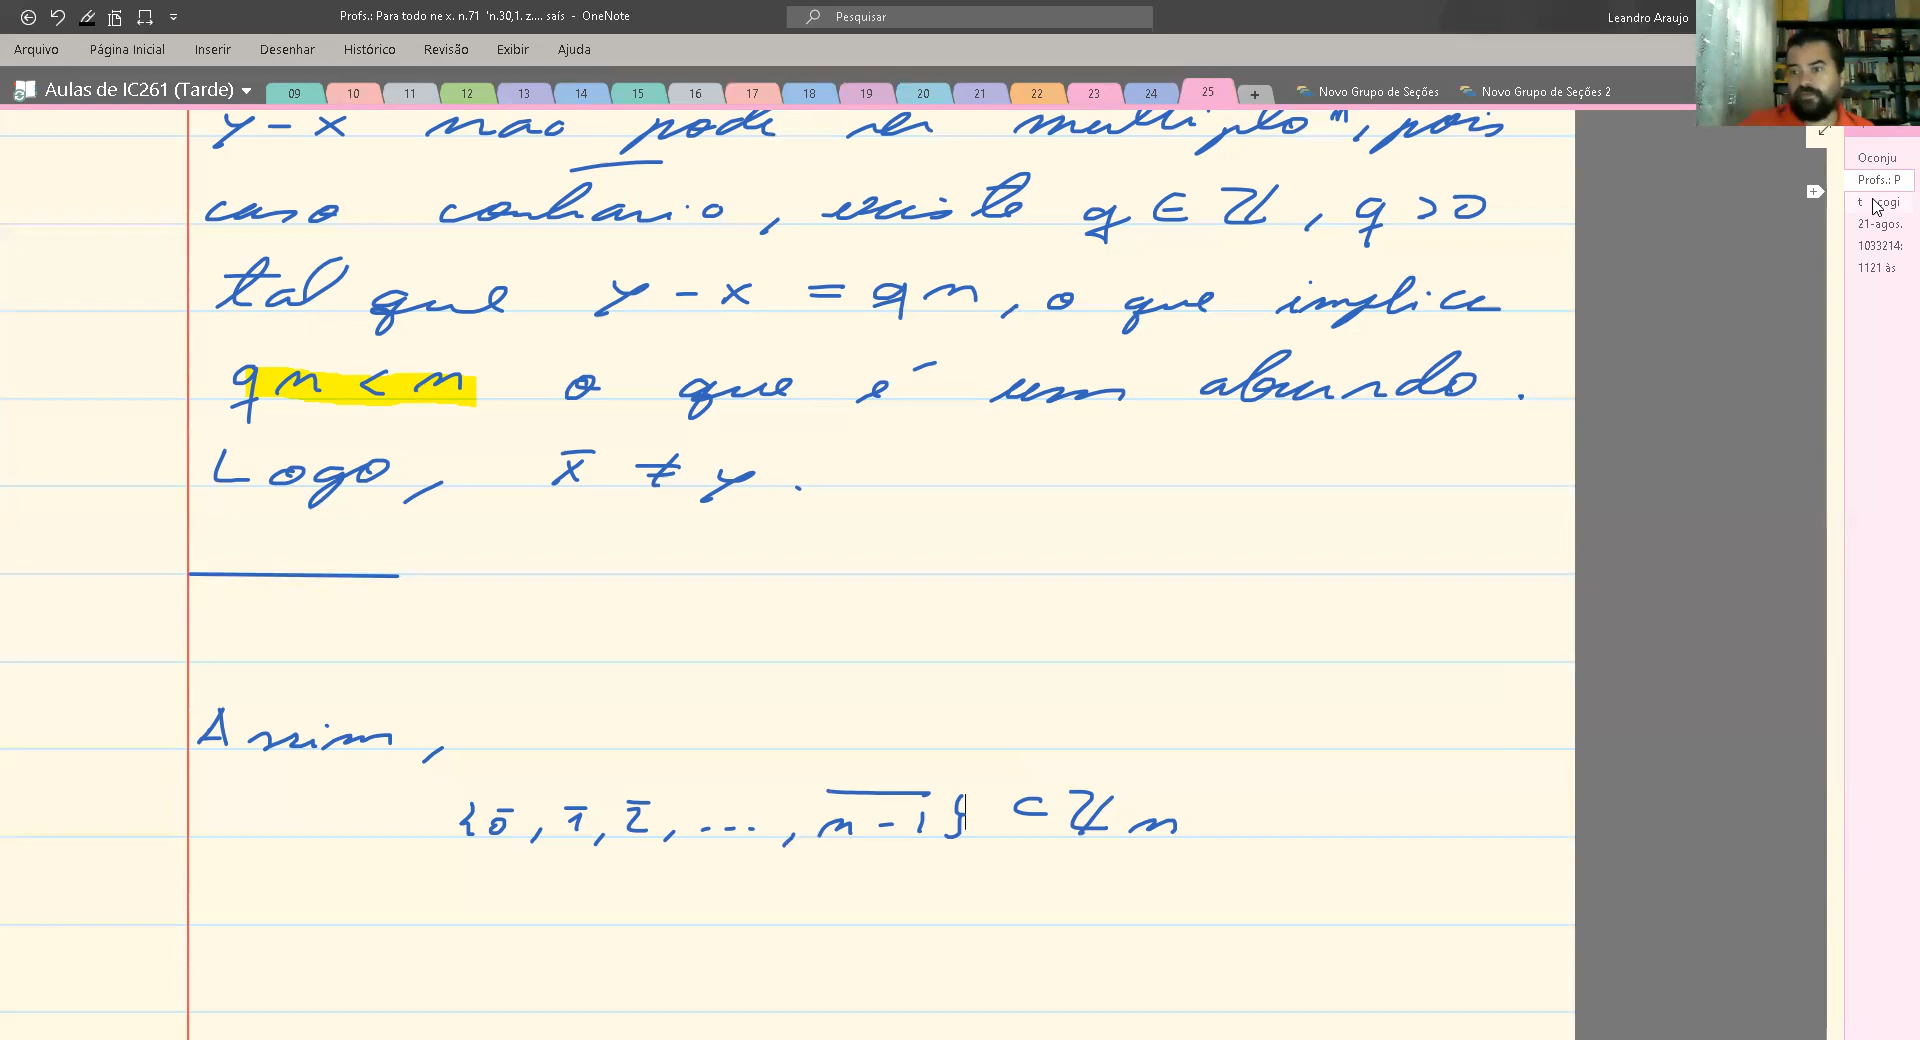 Profs.: Para todo ne x. n.71 'n.30,1. z.... saís - OneNote
Pesquisar
Leandro Araujo
Arquivo Página Inicial Inserir Desenhar Histórico Revisão Exibir Ajuda
Aulas de IC261 (Tarde) 09 10 11 12 13 14 15 16 17 18 19 20 21 22 23 24 25 + Novo Grupo de Seções Novo Grupo de Seções 2
y - x não pode ser multiplo n, pois
caso contrario, existe q ∈ ℤ, q > 0
tal que y - x = qn, o que implica
qn < n o que é um absurdo.
Logo, x̄ ≠ y.
Assim,
{0̄, 1̄, 2̄, ..., n̄-̄1̄} ⊂ ℤn
Oconju
Profs.: P
t cogi
21-agos.
1033214:
1121 às